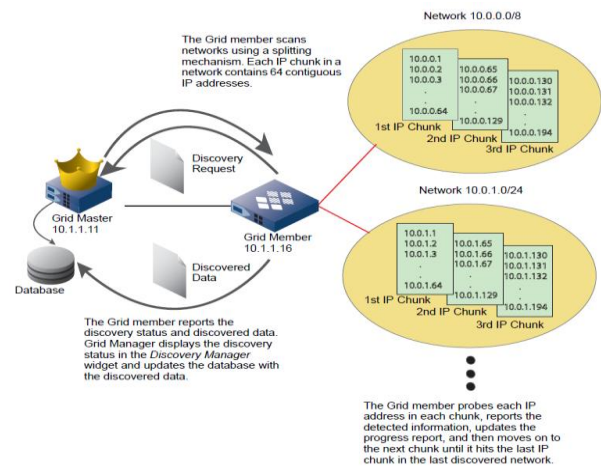 The Grid member scans
networks using a splitting
mechanism. Each IP chunk in a
network contains 64 contiguous
IP addresses.
Network 10.0.0.0/8
10.0.0.1
10.0.0.2
10.0.0.3
.
.
10.0.0.64
1st IP Chunk
10.0.0.65
10.0.0.66
10.0.0.67
.
.
10.0.0.129
2nd IP Chunk
10.0.0.130
10.0.0.131
10.0.0.132
.
.
10.0.0.194
3rd IP Chunk
Discovery
Request
Grid Master
10.1.1.11
Grid Member
10.1.1.16
Database
Discovered
Data
Network 10.0.1.0/24
10.0.1.1
10.0.1.2
10.0.1.3
.
.
10.0.1.64
1st IP Chunk
10.0.1.65
10.0.1.66
10.0.1.67
.
.
10.0.1.129
2nd IP Chunk
10.0.1.130
10.0.1.131
10.0.1.132
.
.
10.0.1.194
3rd IP Chunk
The Grid member reports the
discovery status and discovered data.
Grid Manager displays the discovery
status in the Discovery Manager
widget and updates the database with
the discovered data.
The Grid member probes each IP
address in each chunk, reports the
detected information, updates the
progress report, and then moves on to
the next chunk until it hits the last IP
chunk in the last discovered network.